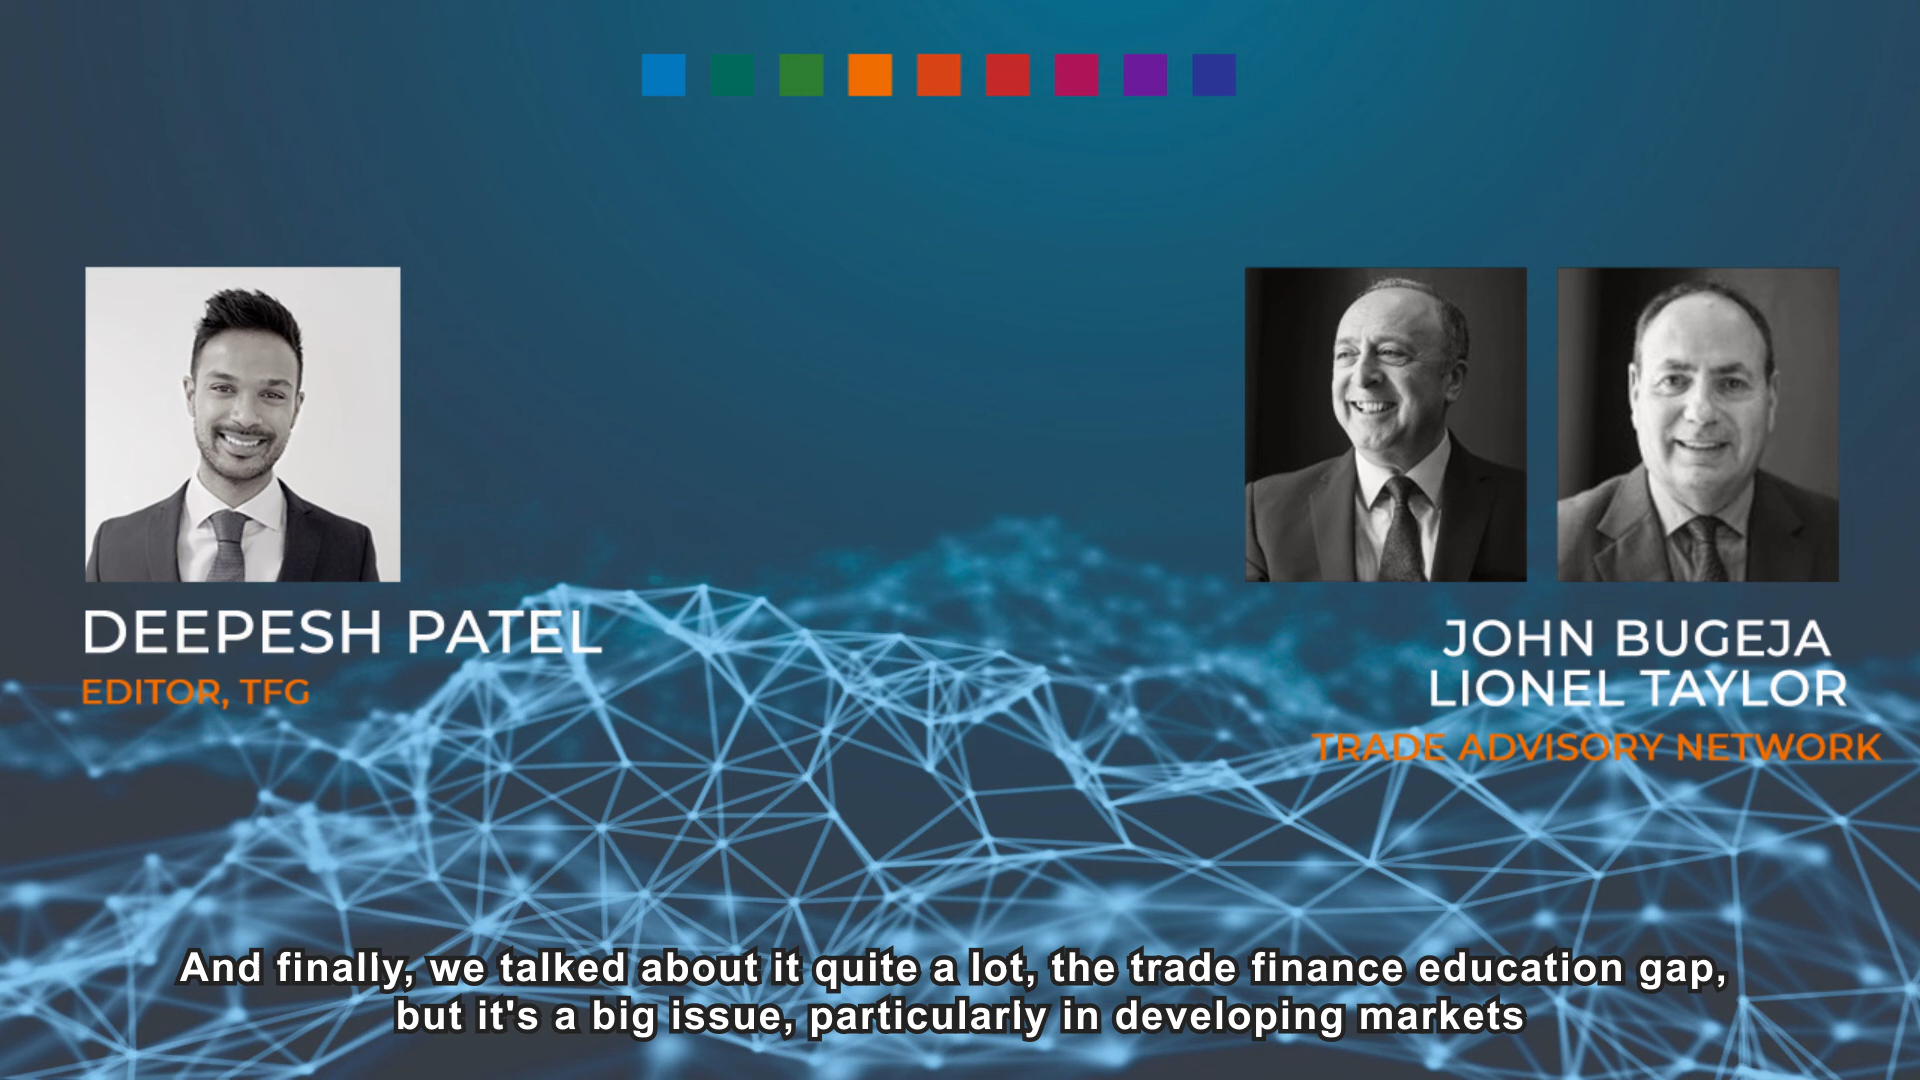 DEEPESH PATEL
EDITOR, TFG
JOHN BUGEJA
LIONEL TAYLOR
TRADE ADVISORY NETWORK
And finally, we talked about it quite a lot, the trade finance education gap,
but it's a big issue, particularly in developing markets